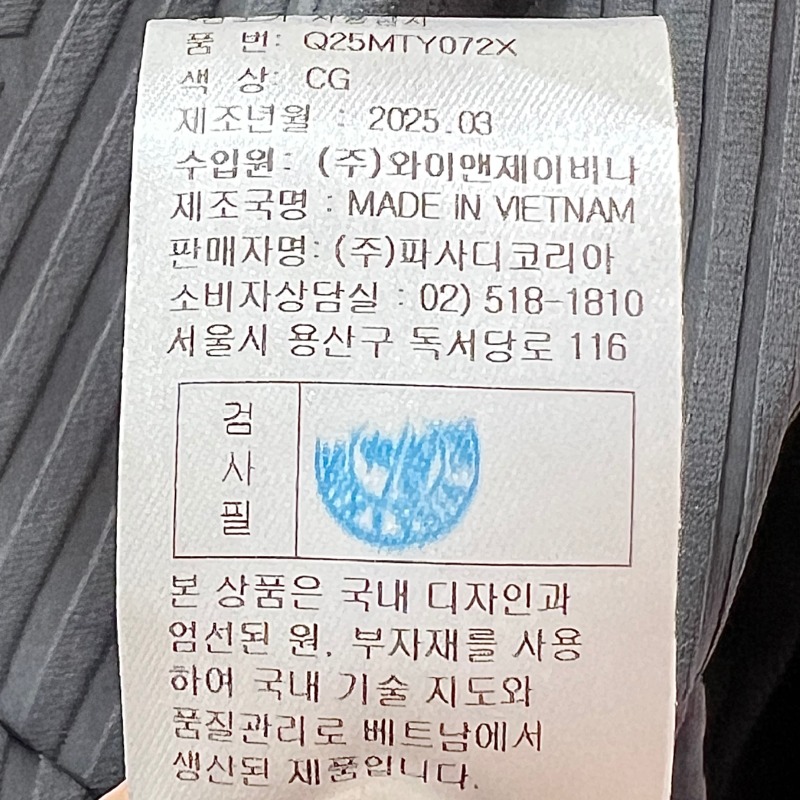 품 번: Q25MTY072X
색 상: CG
제조년월 : 2025.03
수입원: (주)와이앤제이비나
제조국명 : MADE IN VIETNAM
판매자명: (주)파사디코리아
소비자상담실 : 02) 518-1810
서울시 용산구 독서당로 116
검
사
필
본 상품은 국내 디자인과
엄선된 원, 부자재를 사용
하여 국내 기술 지도와
품질관리로 베트남에서
생산된 제품입니다.